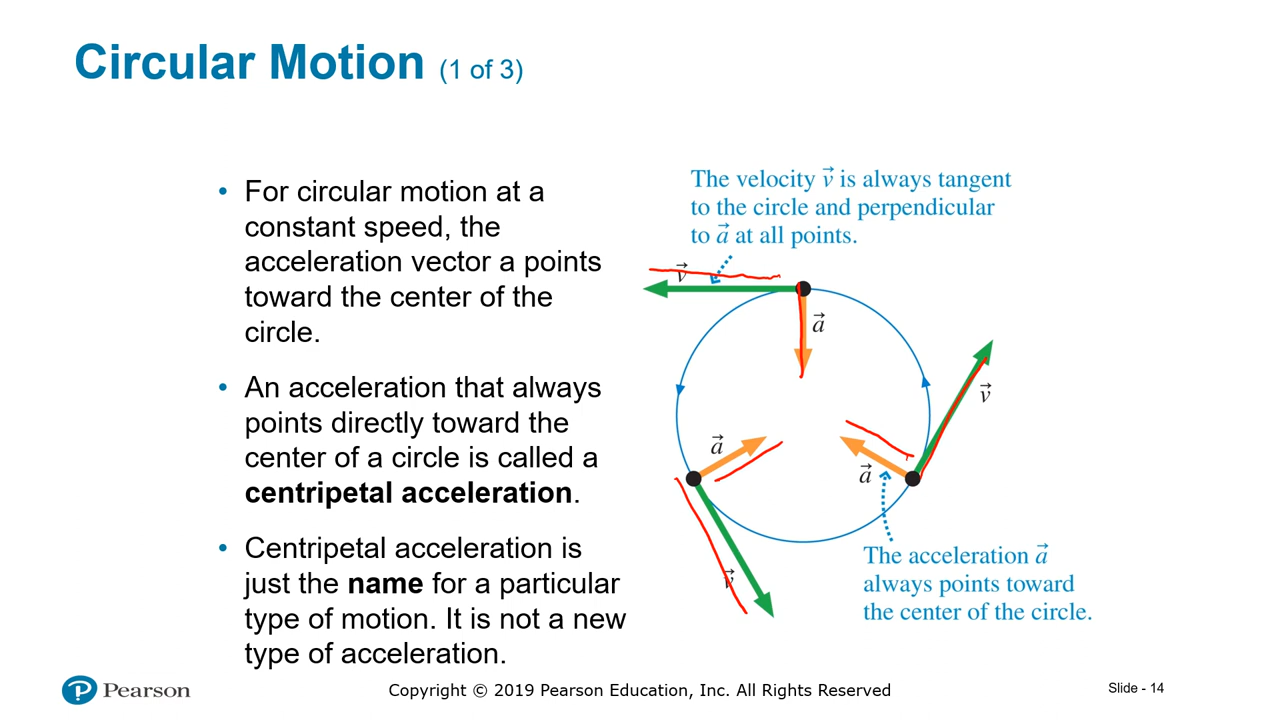 Circular Motion (1 of 3)
• For circular motion at a
constant speed, the
acceleration vector a points
toward the center of the
circle.
• An acceleration that always
points directly toward the
center of a circle is called a
centripetal acceleration.
• Centripetal acceleration is
just the name for a particular
type of motion. It is not a new
type of acceleration.
The velocity v⃗ is always tangent
to the circle and perpendicular
to a⃗ at all points.
v⃗
a⃗
v⃗
a⃗
a⃗
v⃗
The acceleration a⃗
always points toward
the center of the circle.
P Pearson
Copyright © 2019 Pearson Education, Inc. All Rights Reserved
Slide - 14